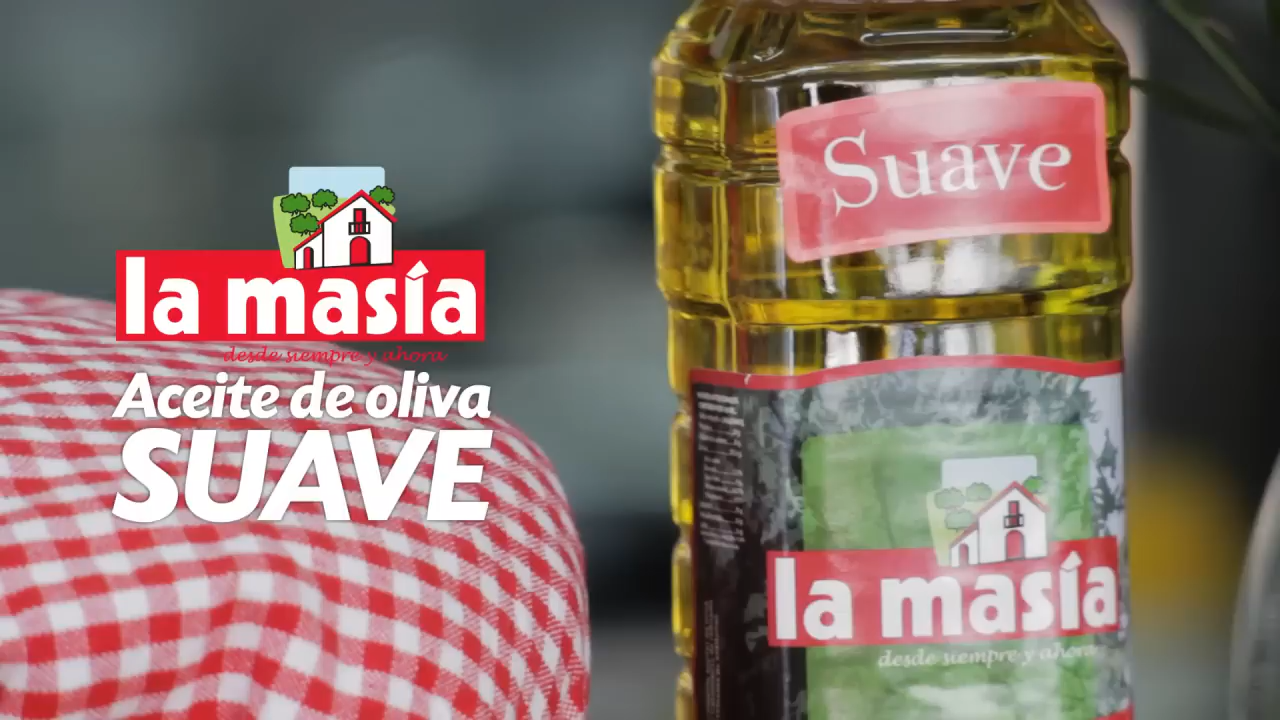 la masía
desde siempre y ahora
Aceite de oliva
SUAVE
Suave
la masía
desde siempre y ahora